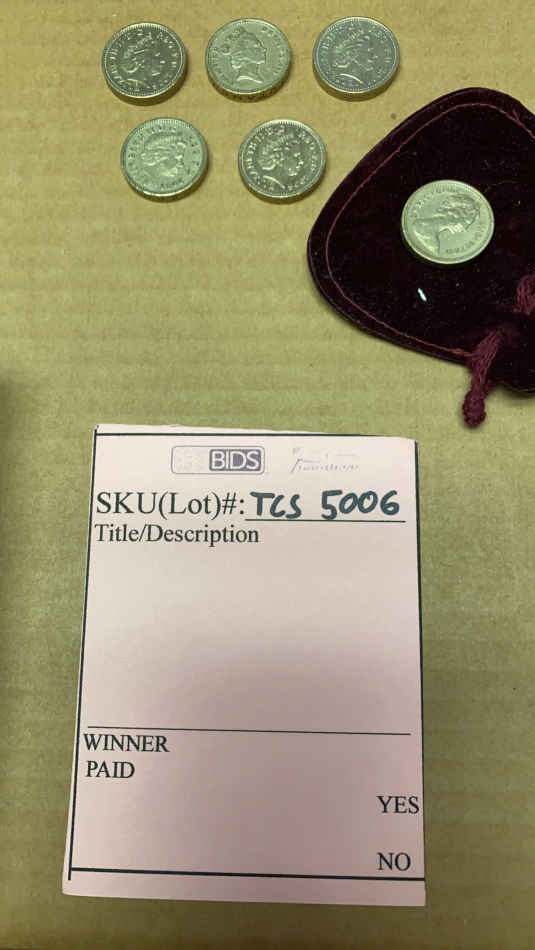 BIDS
SKU(Lot)#: TCS 5006
Title/Description
WINNER
PAID
YES
NO